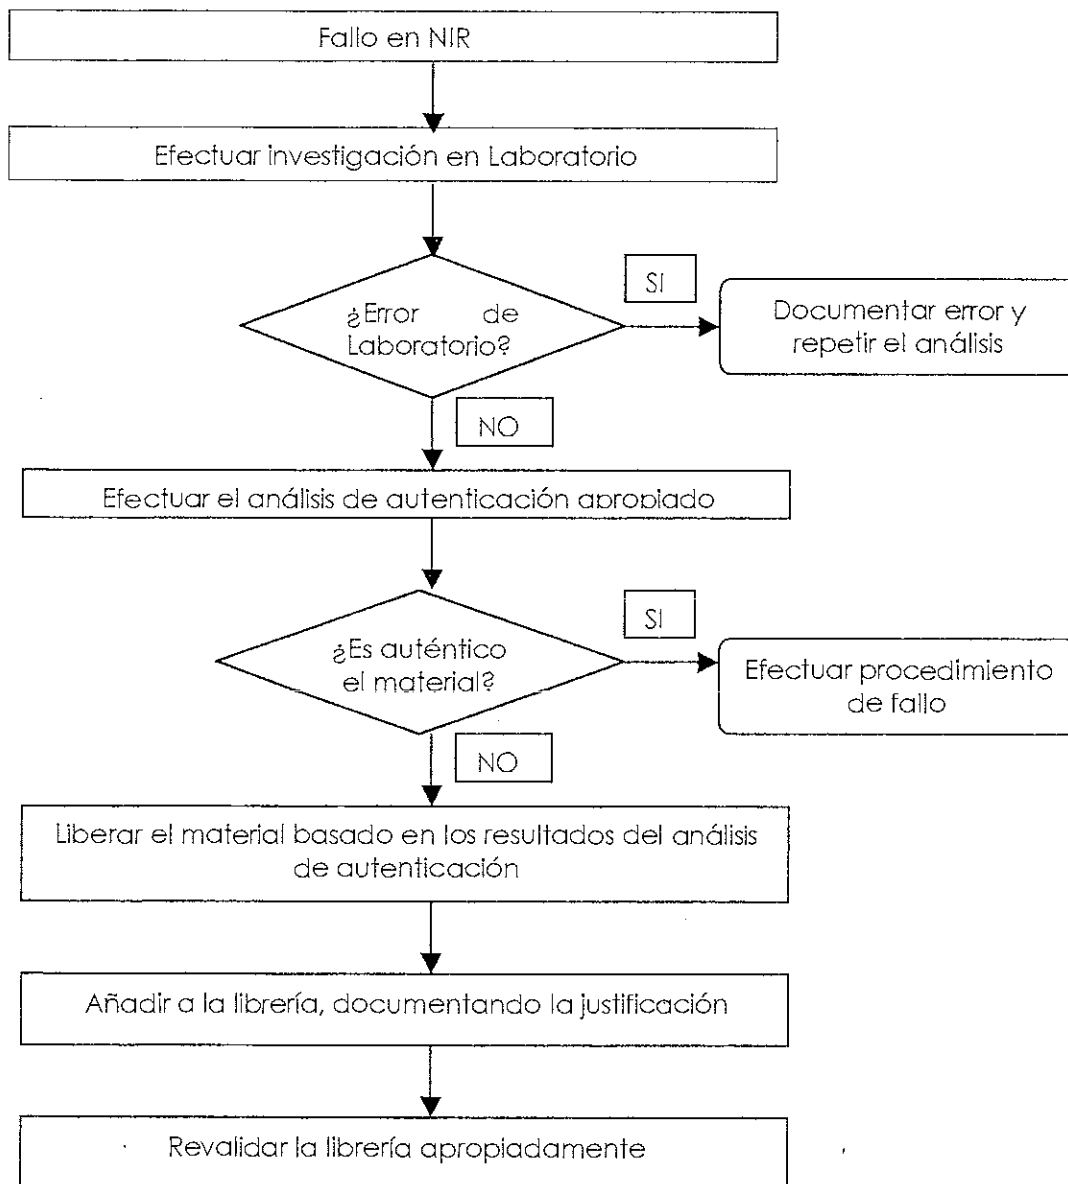 Fallo en NIR
Efectuar investigación en Laboratorio
¿Error de
Laboratorio?
SI
Documentar error y
repetir el análisis
NO
Efectuar el análisis de autenticación apropiado
¿Es auténtico
el material?
SI
Efectuar procedimiento
de fallo
NO
Liberar el material basado en los resultados del análisis
de autenticación
Añadir a la librería, documentando la justificación
Revalidar la librería apropiadamente